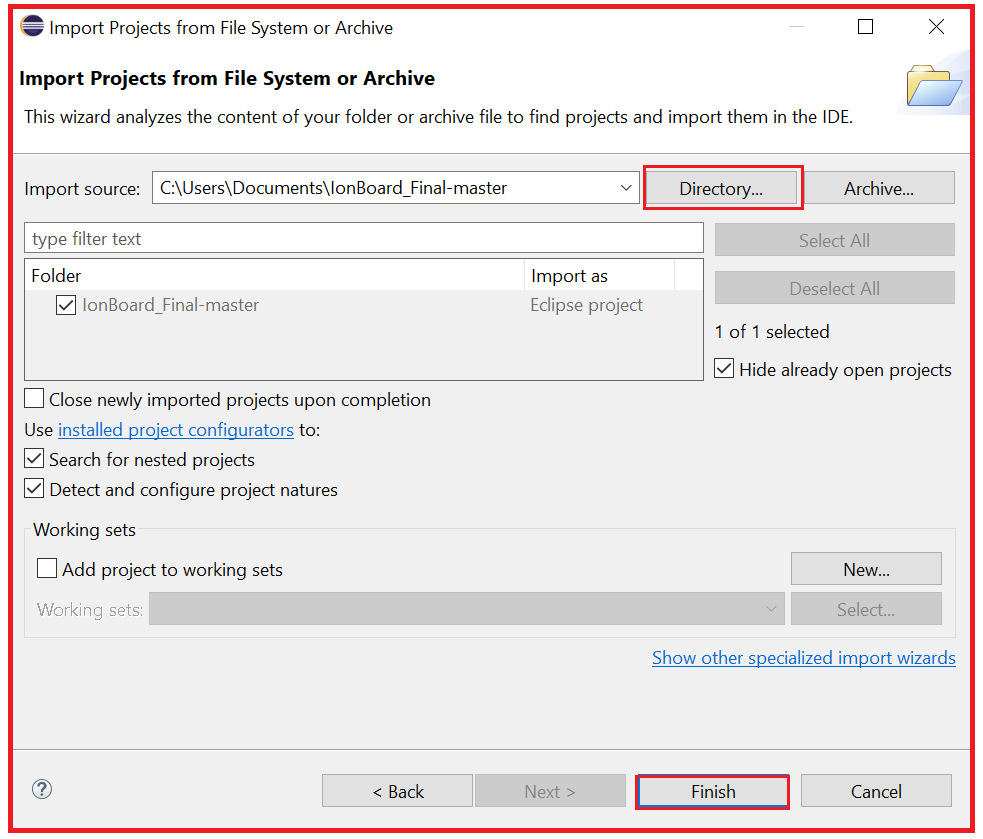 Import Projects from File System or Archive
Import Projects from File System or Archive
This wizard analyzes the content of your folder or archive file to find projects and import them in the IDE.
Import source: C:\Users\Documents\IonBoard_Final-master Directory... Archive...
type filter text Select All
Folder Import as
IonBoard_Final-master Eclipse project
Deselect All
1 of 1 selected
Hide already open projects
Close newly imported projects upon completion
Use installed project configurators to:
Search for nested projects
Detect and configure project natures
Working sets
Add project to working sets New...
Working sets: Select...
Show other specialized import wizards
? < Back Next > Finish Cancel